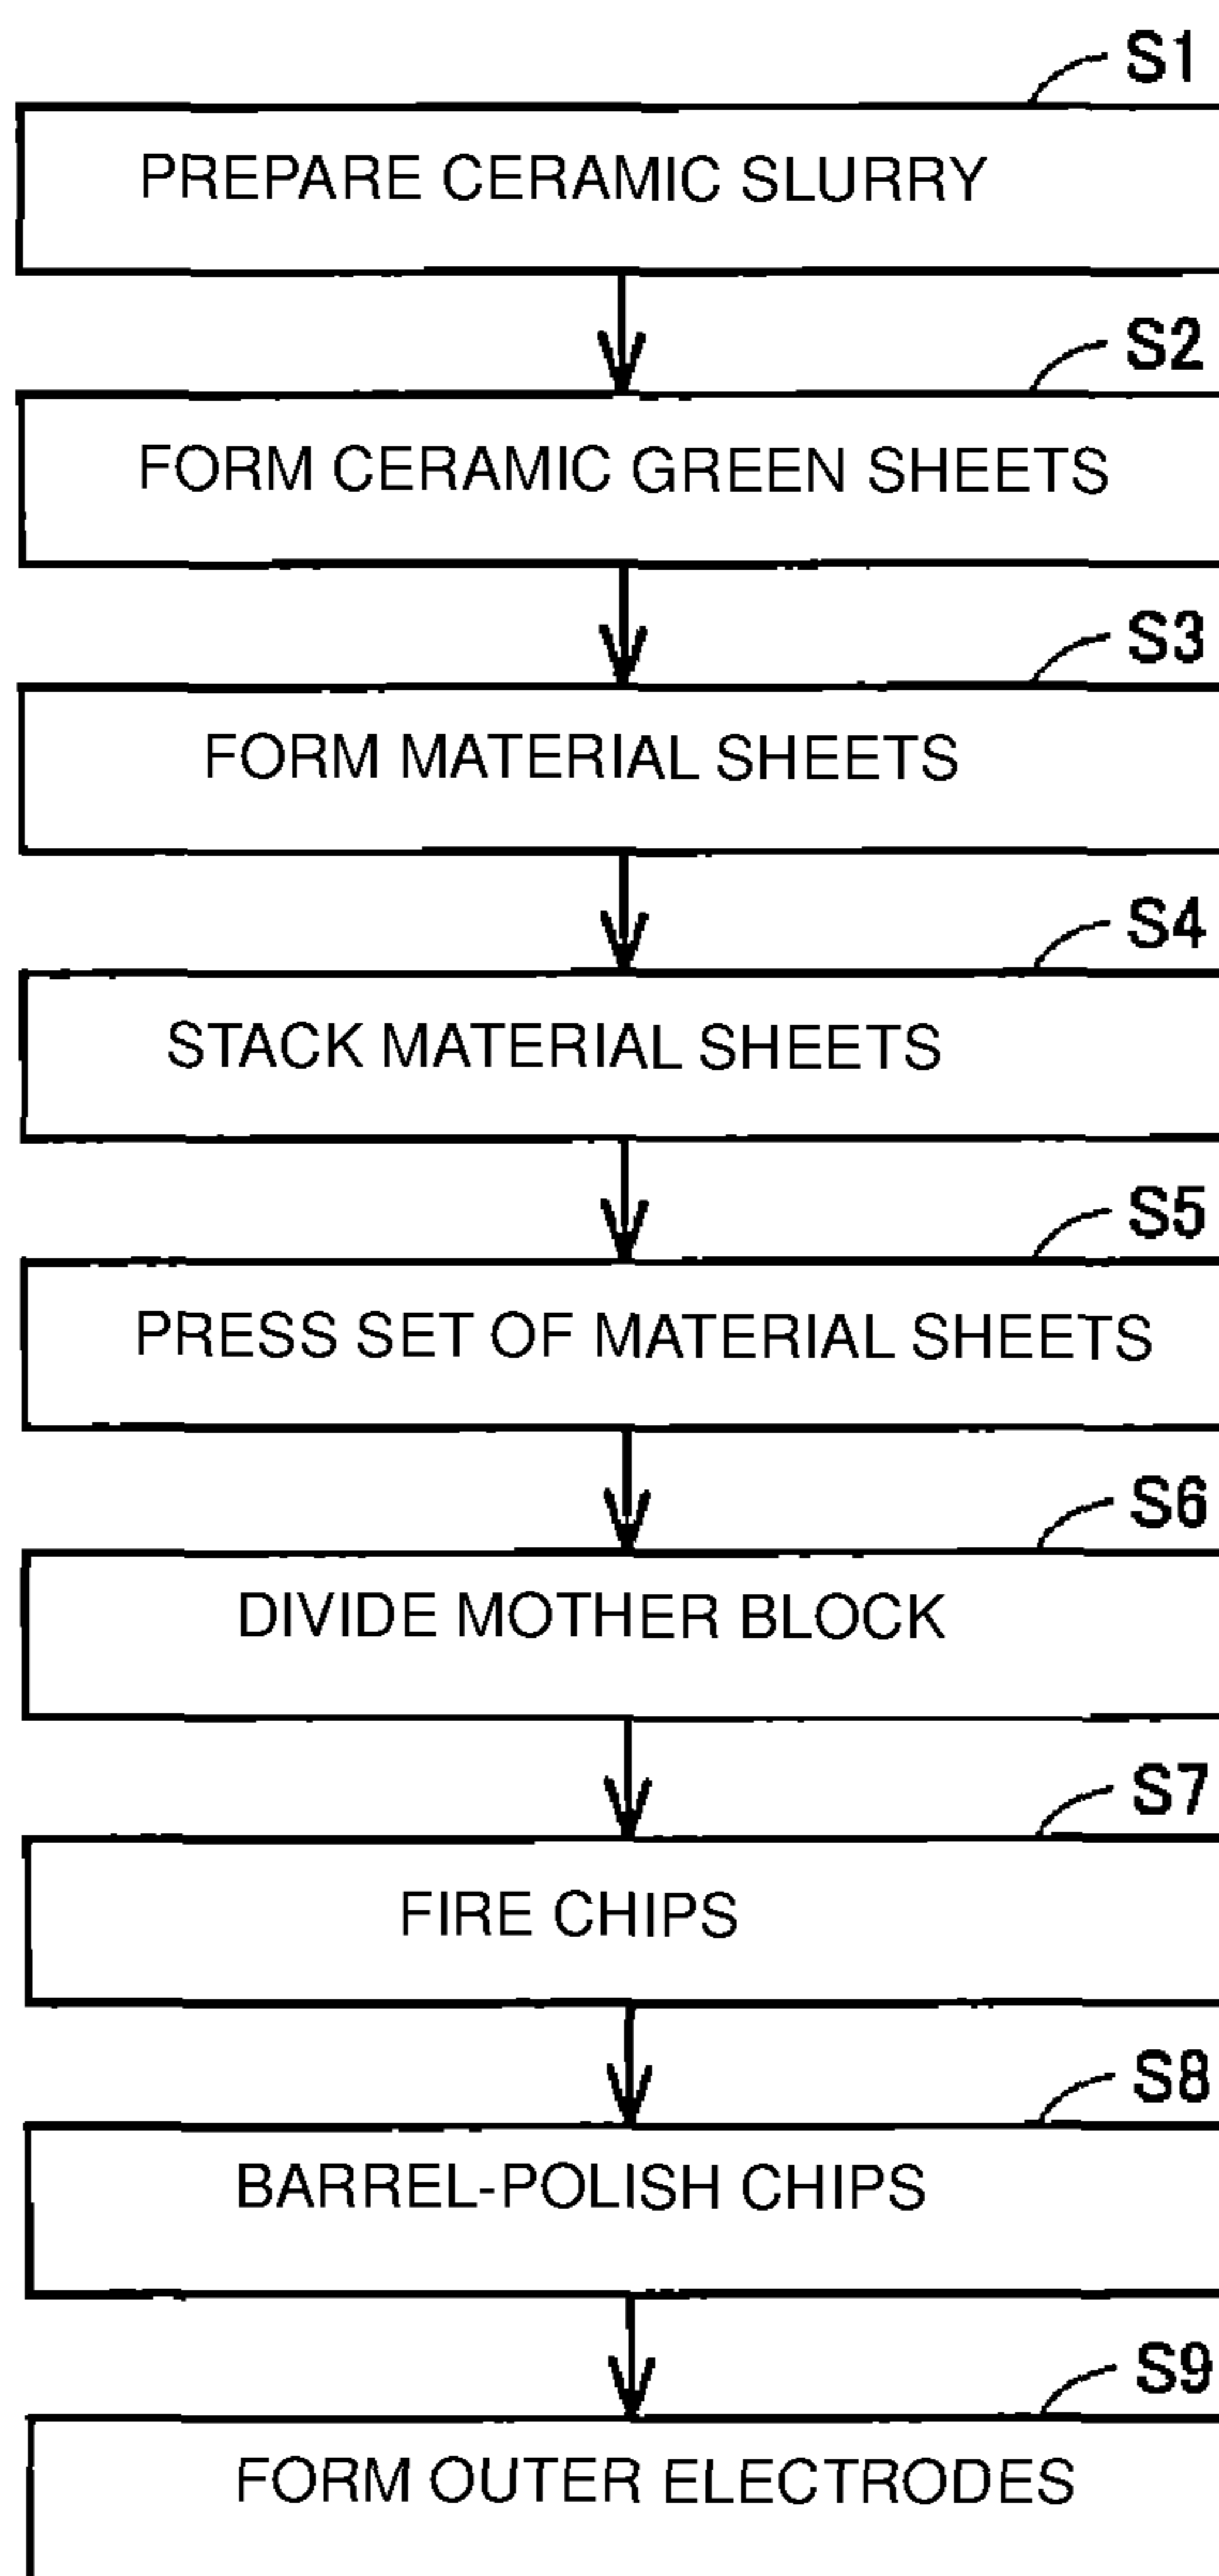 S1
PREPARE CERAMIC SLURRY
S2
FORM CERAMIC GREEN SHEETS
S3
FORM MATERIAL SHEETS
S4
STACK MATERIAL SHEETS
S5
PRESS SET OF MATERIAL SHEETS
S6
DIVIDE MOTHER BLOCK
S7
FIRE CHIPS
S8
BARREL-POLISH CHIPS
S9
FORM OUTER ELECTRODES